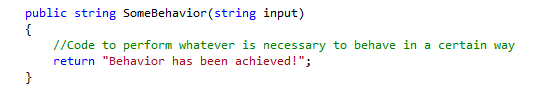 public string SomeBehavior(string input)
{
    //Code to perform whatever is necessary to behave in a certain way
    return "Behavior has been achieved!";
}